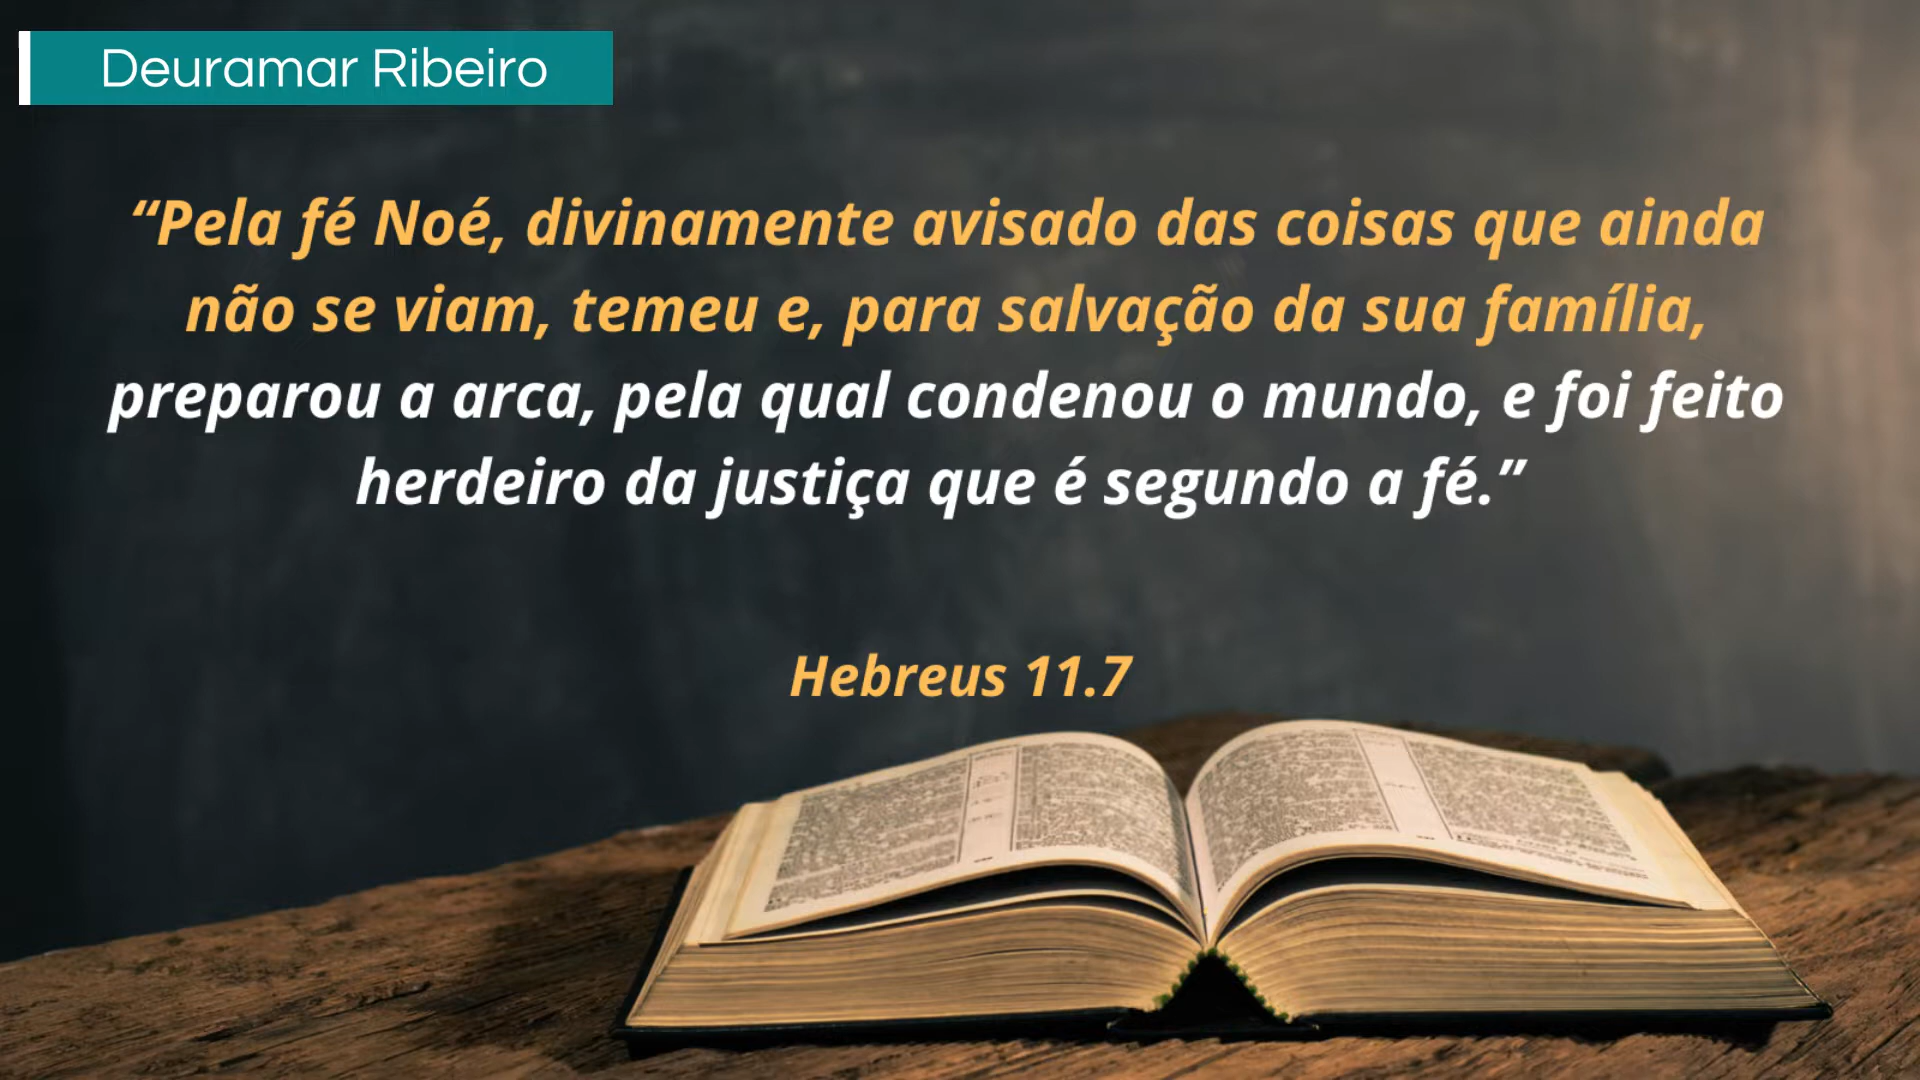 Deuramar Ribeiro
“Pela fé Noé, divinamente avisado das coisas que ainda
não se viam, temeu e, para salvação da sua família,
preparou a arca, pela qual condenou o mundo, e foi feito
herdeiro da justiça que é segundo a fé.”
Hebreus 11.7